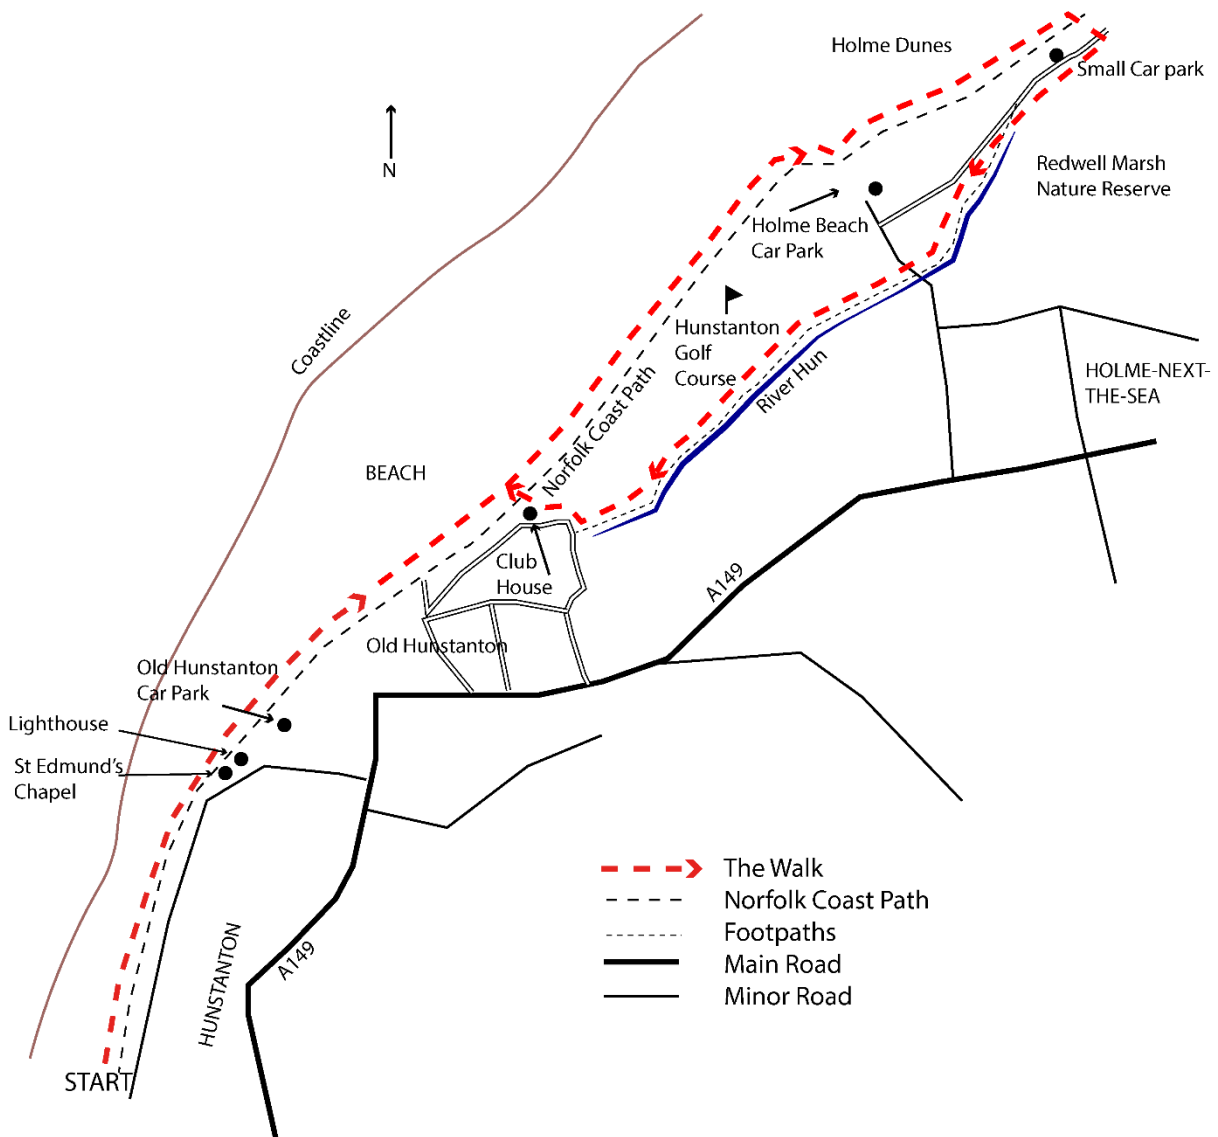 Holme Dunes
Small Car park
N
Redwell Marsh
Nature Reserve
Holme Beach
Car Park
Coastline
Hunstanton
Golf
Course
River Hun
Norfolk Coast Path
HOLME-NEXT-
THE-SEA
BEACH
Club
House
A149
Old Hunstanton
Old Hunstanton
Car Park
Lighthouse
St Edmund's
Chapel
The Walk
Norfolk Coast Path
Footpaths
Main Road
Minor Road
HUNSTANTON
A149
START